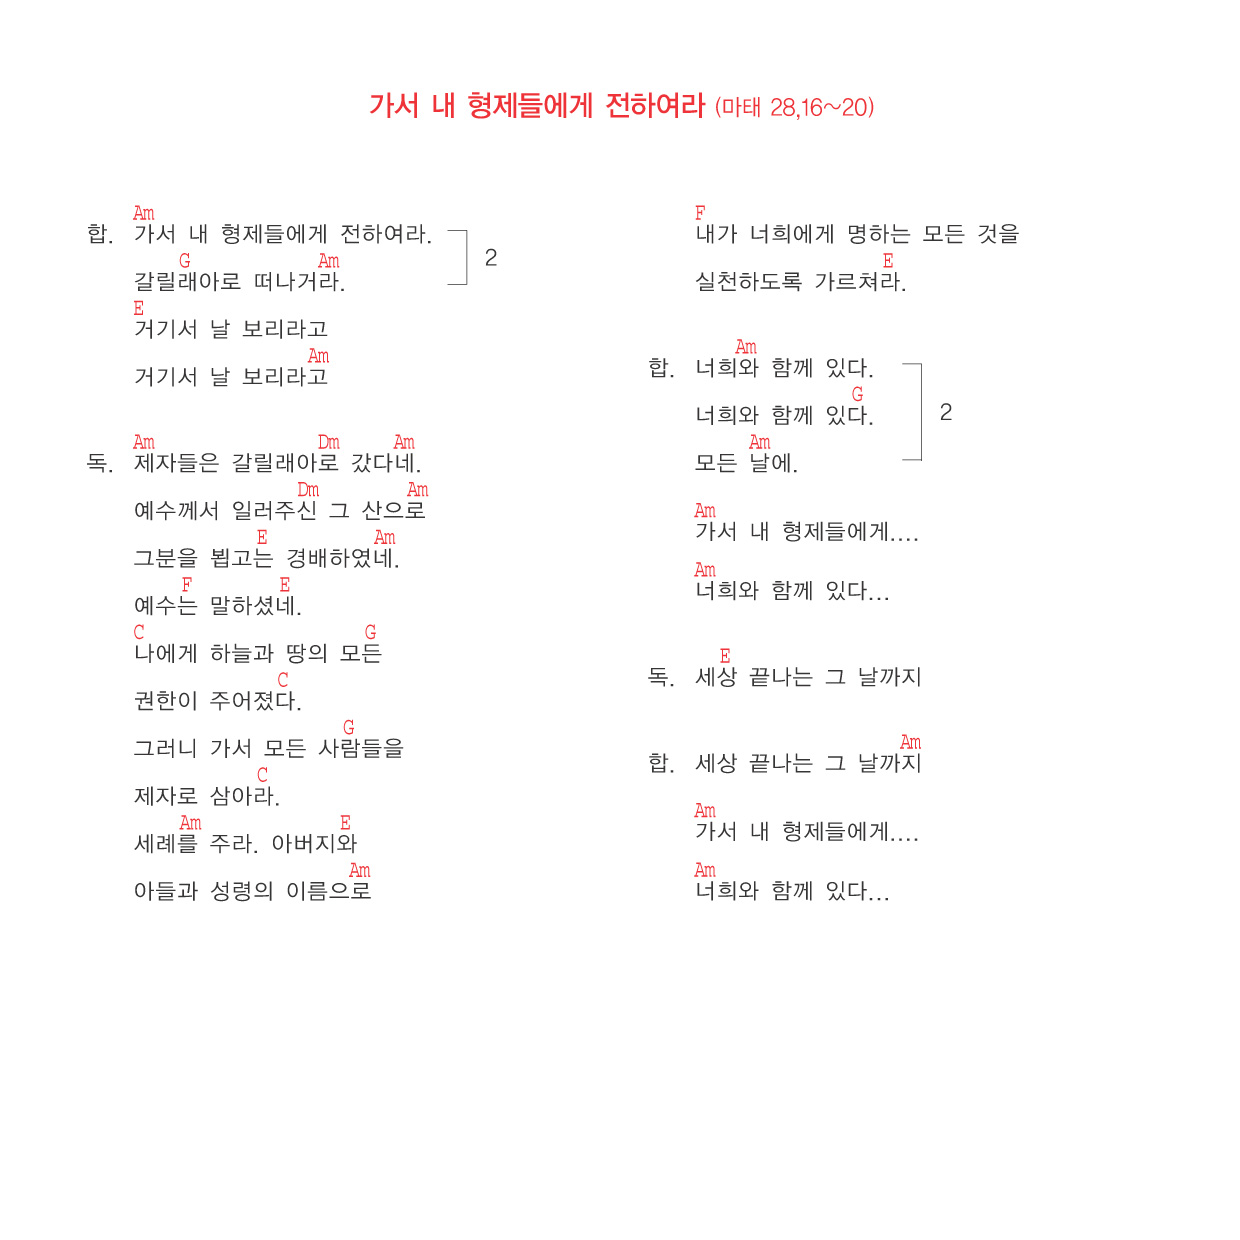 가서 내 형제들에게 전하여라 (마태 28,16~20)
Am
합. 가서 내 형제들에게 전하여라.
G Am
갈릴래아로 떠나거라.
2
E
거기서 날 보리라고
Am
거기서 날 보리라고
Am Dm Am
독. 제자들은 갈릴래아로 갔다네.
Dm Am
예수께서 일러주신 그 산으로
E Am
그분을 뵙고는 경배하였네.
F E
예수는 말하셨네.
C G
나에게 하늘과 땅의 모든
C
권한이 주어졌다.
G
그러니 가서 모든 사람들을
C
제자로 삼아라.
Am E
세례를 주라. 아버지와
Am
아들과 성령의 이름으로
F
내가 너희에게 명하는 모든 것을
E
실천하도록 가르쳐라.
Am
합. 너희와 함께 있다.
G
너희와 함께 있다.
2
Am
모든 날에.
Am
가서 내 형제들에게....
Am
너희와 함께 있다...
E
독. 세상 끝나는 그 날까지
Am
합. 세상 끝나는 그 날까지
Am
가서 내 형제들에게....
Am
너희와 함께 있다...